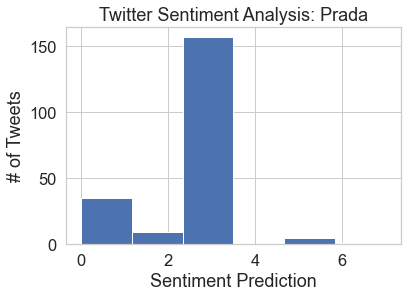 Twitter Sentiment Analysis: Prada
150
100
50
0
# of Tweets
0 2 4 6
Sentiment Prediction